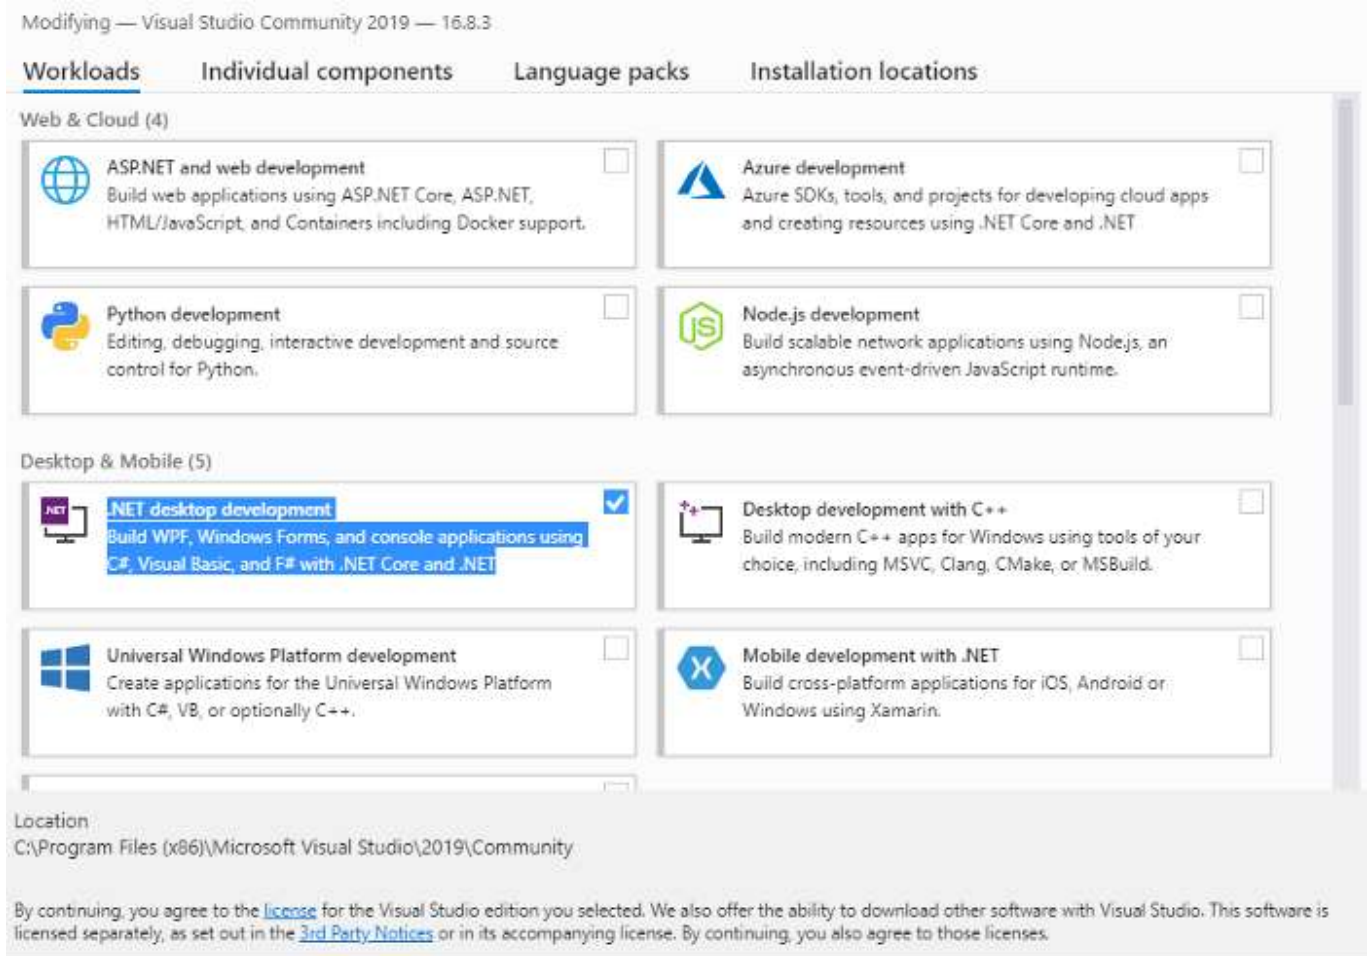 Modifying — Visual Studio Community 2019 — 16.8.3
Workloads Individual components Language packs Installation locations
Web & Cloud (4)
ASP.NET and web development
Build web applications using ASP.NET Core, ASP.NET,
HTML/JavaScript, and Containers including Docker support.
Azure development
Azure SDKs, tools, and projects for developing cloud apps
and creating resources using .NET Core and .NET
Python development
Editing, debugging, interactive development and source
control for Python.
JS
Node.js development
Build scalable network applications using Node.js, an
asynchronous event-driven JavaScript runtime.
Desktop & Mobile (5)
.NET
.NET desktop development
Build WPF, Windows Forms, and console applications using
C#, Visual Basic, and F# with .NET Core and .NET
Desktop development with C++
Build modern C++ apps for Windows using tools of your
choice, including MSVC, Clang, CMake, or MSBuild.
Universal Windows Platform development
Create applications for the Universal Windows Platform
with C#, VB, or optionally C++.
Mobile development with .NET
Build cross-platform applications for iOS, Android or
Windows using Xamarin.
Location
C:\Program Files (x86)\Microsoft Visual Studio\2019\Community
By continuing, you agree to the license for the Visual Studio edition you selected. We also offer the ability to download other software with Visual Studio. This software is
licensed separately, as set out in the 3rd Party Notices or in its accompanying license. By continuing, you also agree to those licenses.